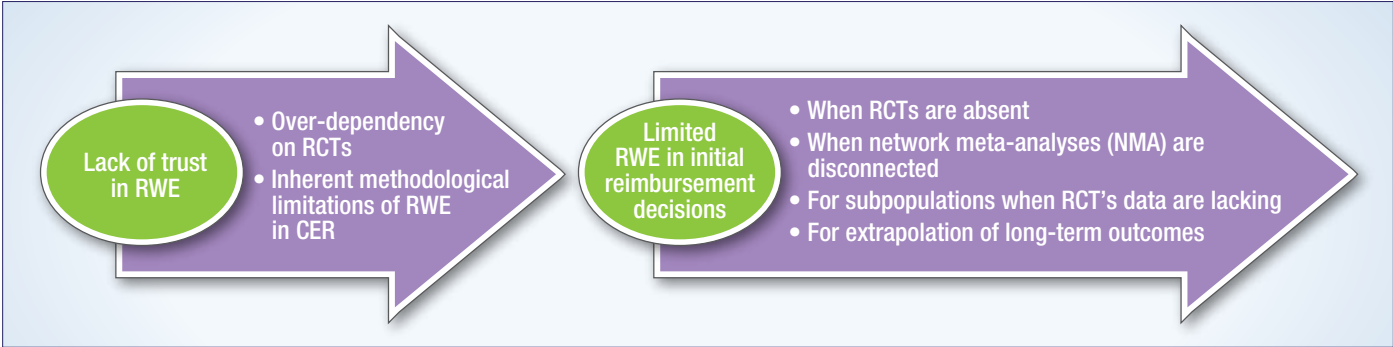 Lack of trust
in RWE
• Over-dependency
on RCTs
• Inherent methodological
limitations of RWE
in CER
Limited
RWE in initial
reimbursement
decisions
• When RCTs are absent
• When network meta-analyses (NMA) are
disconnected
• For subpopulations when RCT's data are lacking
• For extrapolation of long-term outcomes